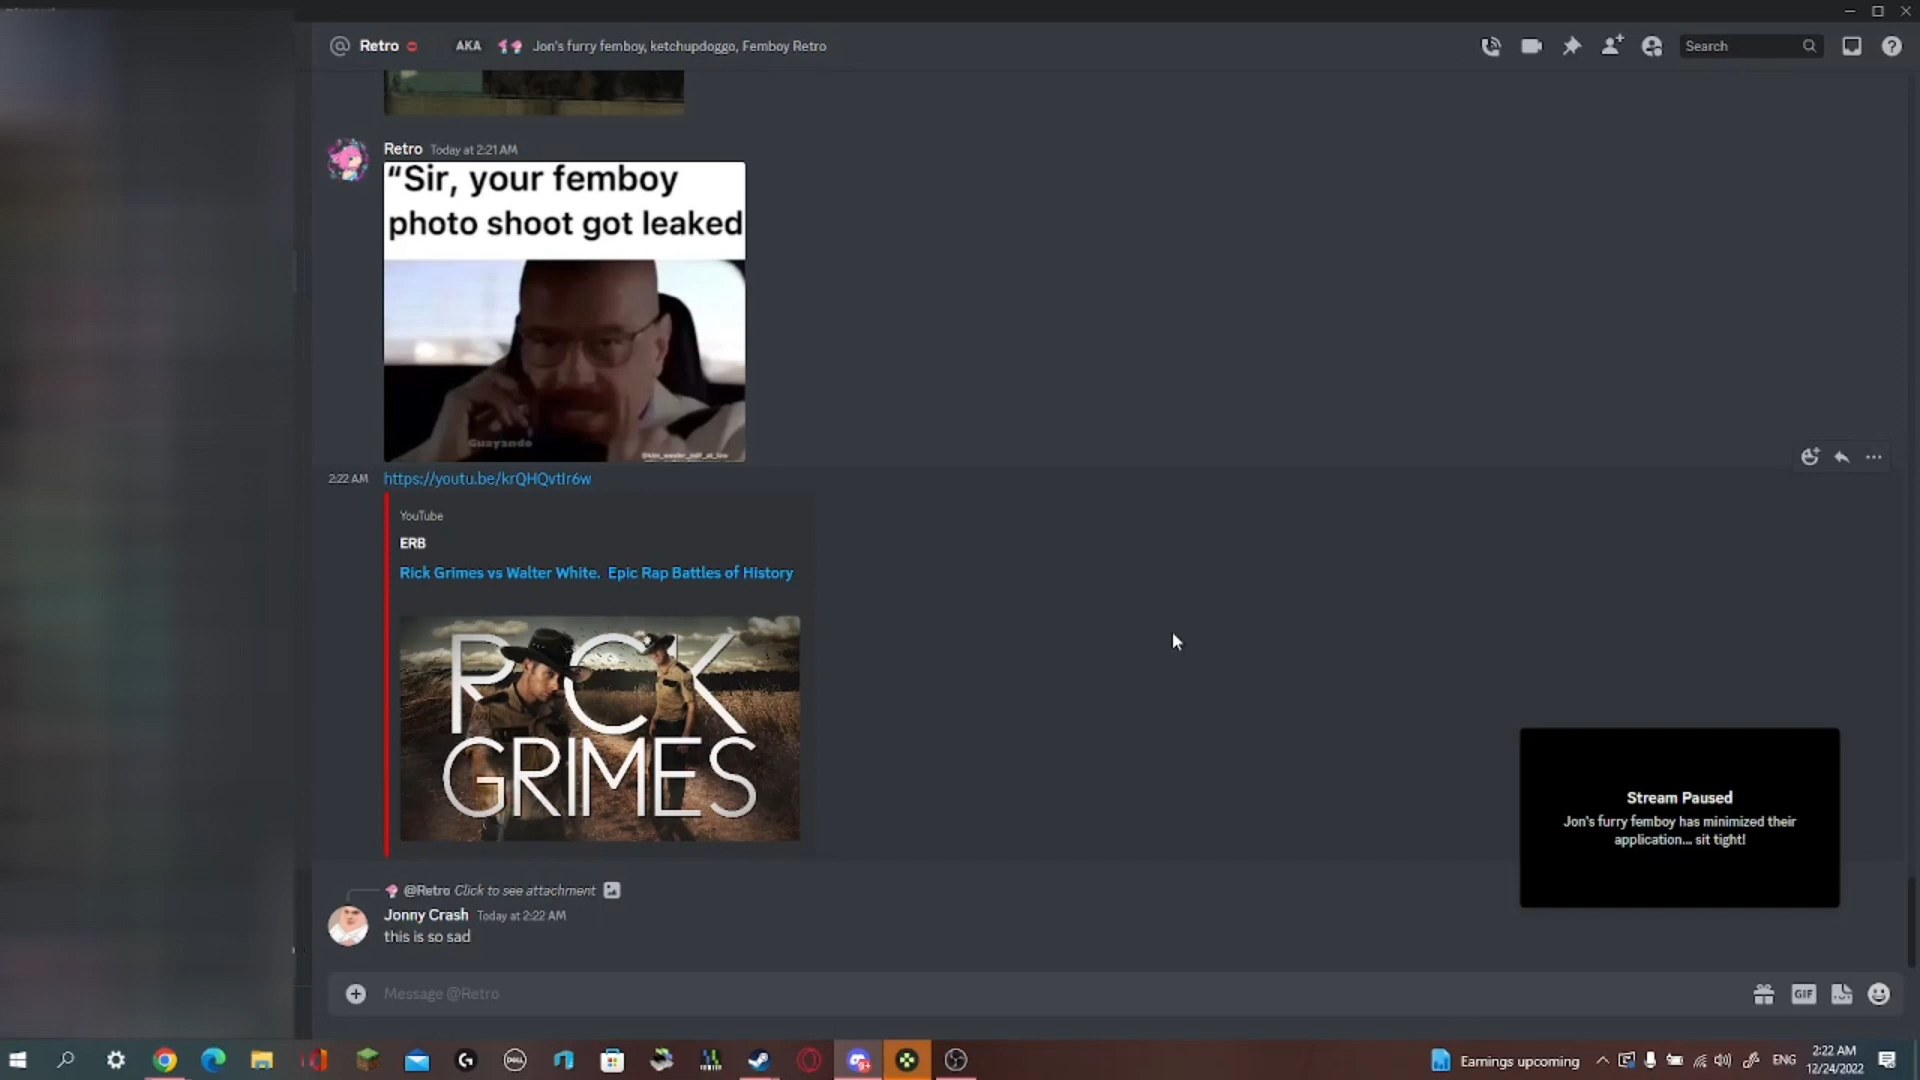 Retro AKA Jon's furry femboy, ketchupdoggo, Femboy Retro
Search
Retro Today at 2:21 AM
“Sir, your femboy
photo shoot got leaked
Guayando
2:22 AM https://youtu.be/krQHQvtIr6w
YouTube
ERB
Rick Grimes vs Walter White. Epic Rap Battles of History
RICK
GRIMES
Stream Paused
Jon's furry femboy has minimized their
application... sit tight!
@Retro Click to see attachment
Jonny Crash Today at 2:22 AM
this is so sad
Message @Retro
GIF
DELL
Earnings upcoming
ENG
2:22 AM
12/24/2022